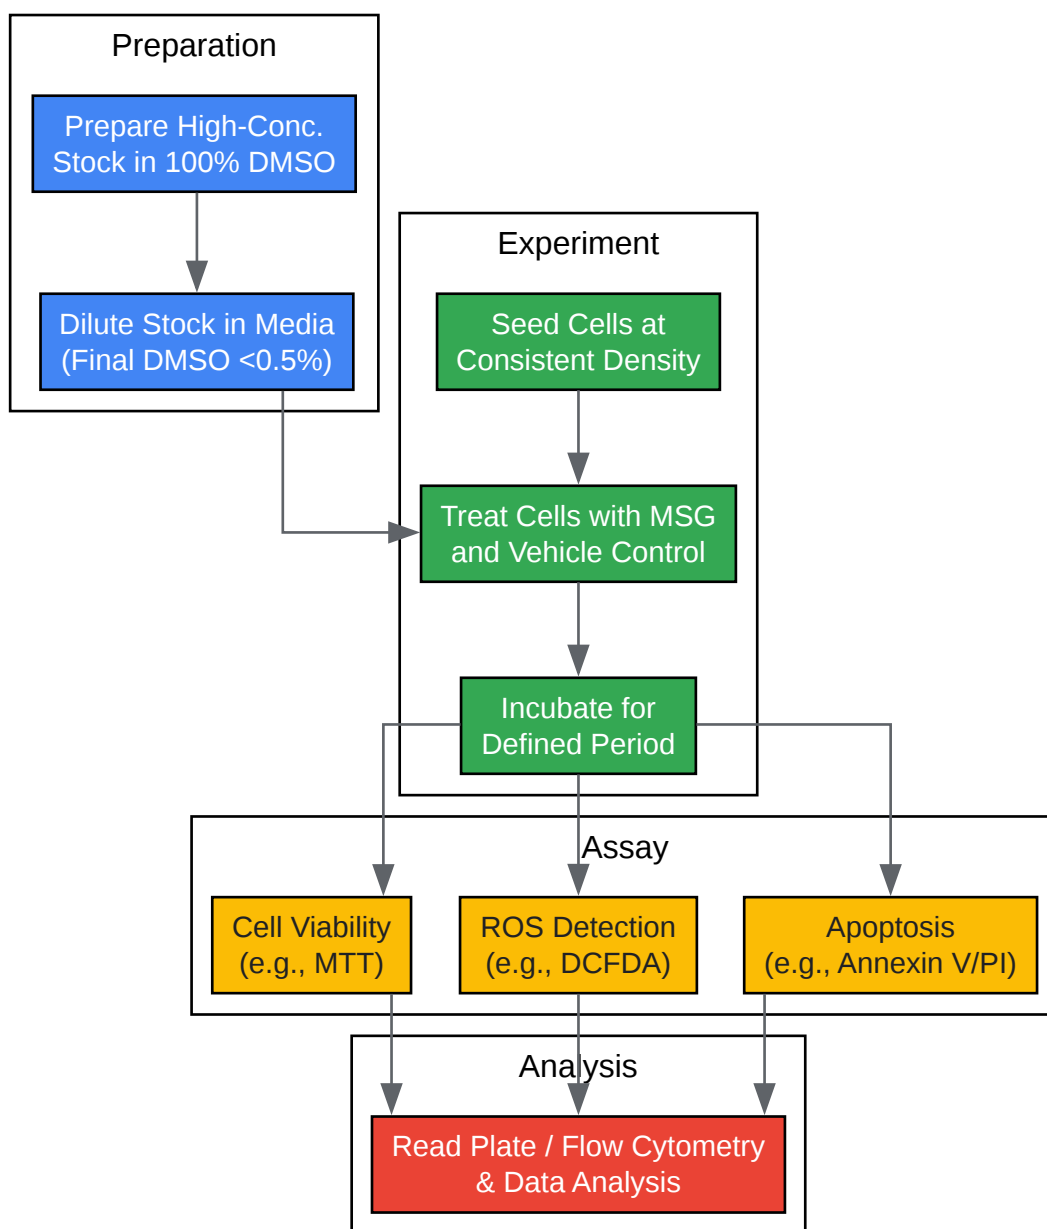 Preparation
Prepare High-Conc.
Stock in 100% DMSO
Dilute Stock in Media
(Final DMSO <0.5%)
Experiment
Seed Cells at
Consistent Density
Treat Cells with MSG
and Vehicle Control
Incubate for
Defined Period
Assay
Cell Viability
(e.g., MTT)
ROS Detection
(e.g., DCFDA)
Apoptosis
(e.g., Annexin V/PI)
Analysis
Read Plate / Flow Cytometry
& Data Analysis